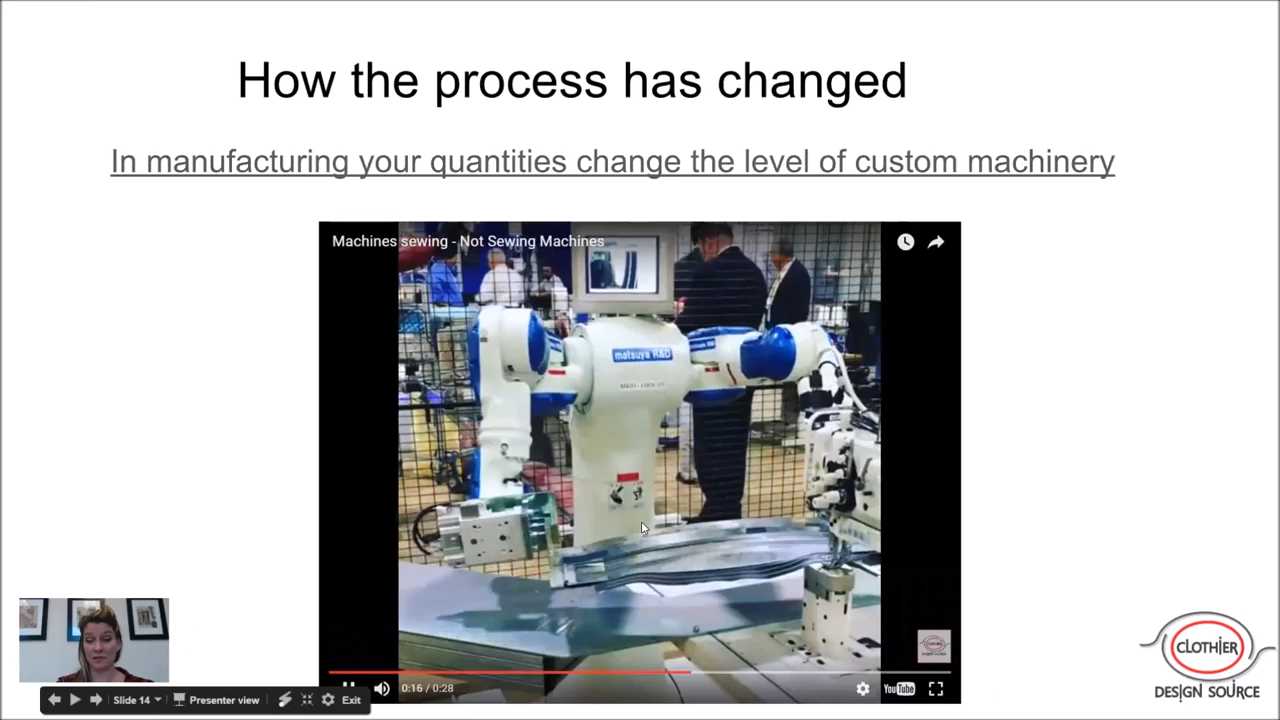 How the process has changed
In manufacturing your quantities change the level of custom machinery
Machines sewing - Not Sewing Machines
matsuya R&D
0:16 / 0:28
YouTube
Slide 14
Presenter view
Exit
CLOTHIER
DESIGN SOURCE